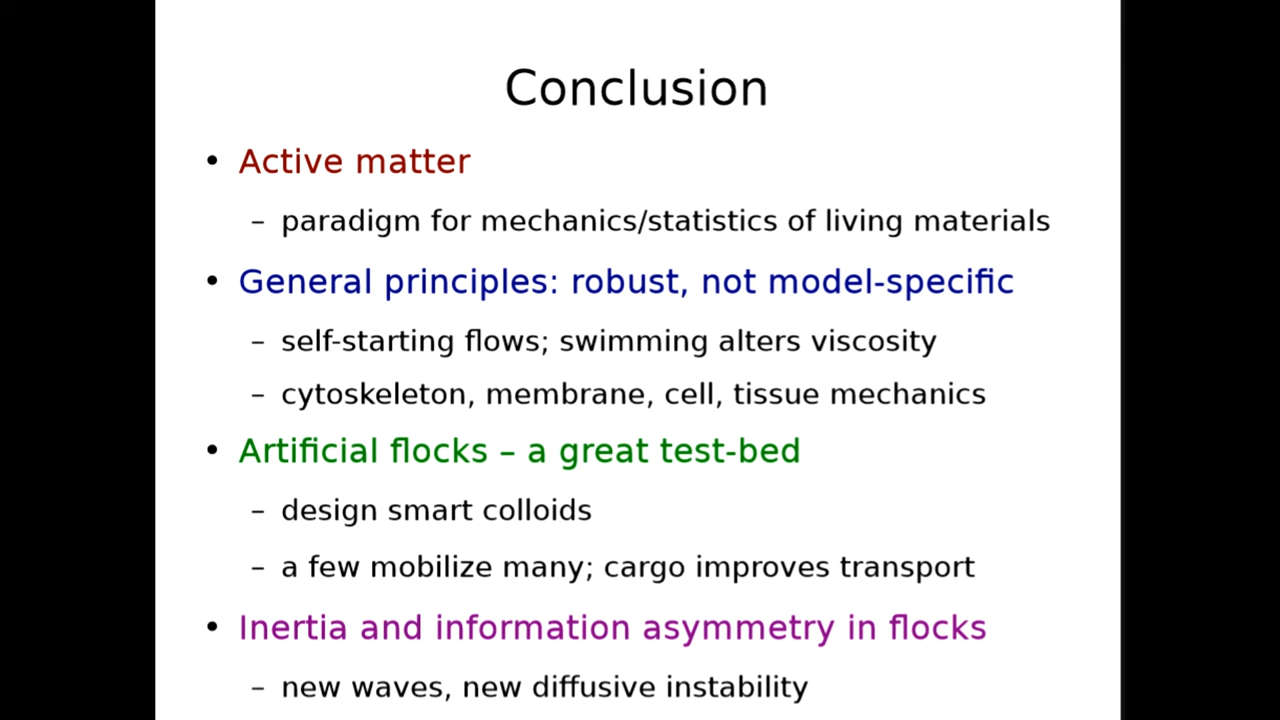 Conclusion
• Active matter
– paradigm for mechanics/statistics of living materials
• General principles: robust, not model-specific
– self-starting flows; swimming alters viscosity
– cytoskeleton, membrane, cell, tissue mechanics
• Artificial flocks – a great test-bed
– design smart colloids
– a few mobilize many; cargo improves transport
• Inertia and information asymmetry in flocks
– new waves, new diffusive instability